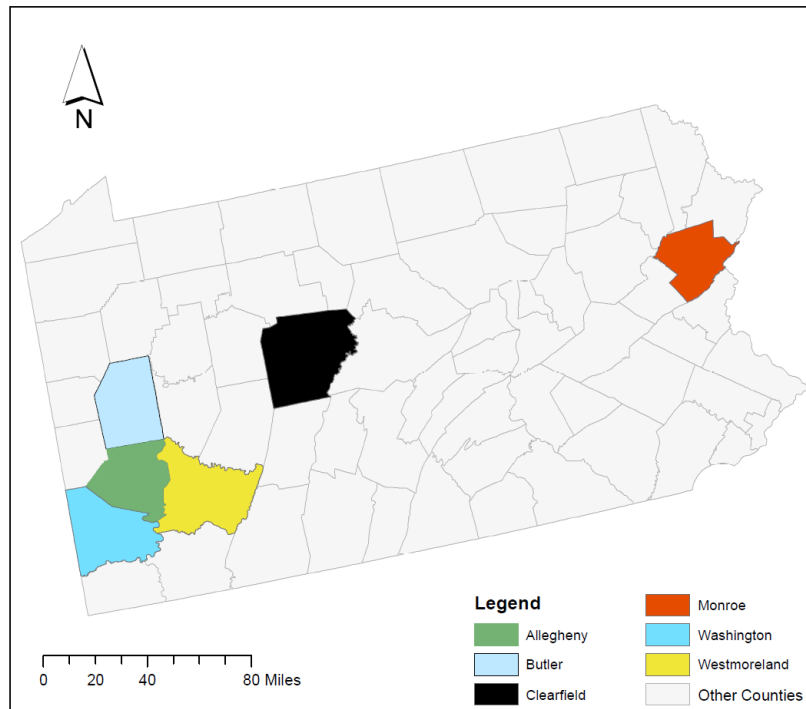 N
Legend
Allegheny
Butler
Clearfield
Monroe
Washington
Westmoreland
Other Counties
0 20 40 80 Miles